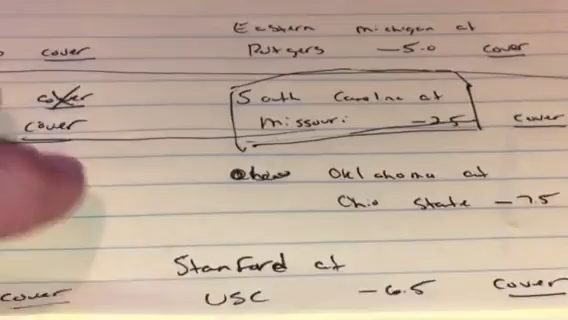 Eastern michigan at
cover Rutgers -5.0 cover
cover South Carolina at
cover missouri -2.5 cover
Oklahoma at
Ohio State -7.5
Stanford at
cover USC -6.5 cover